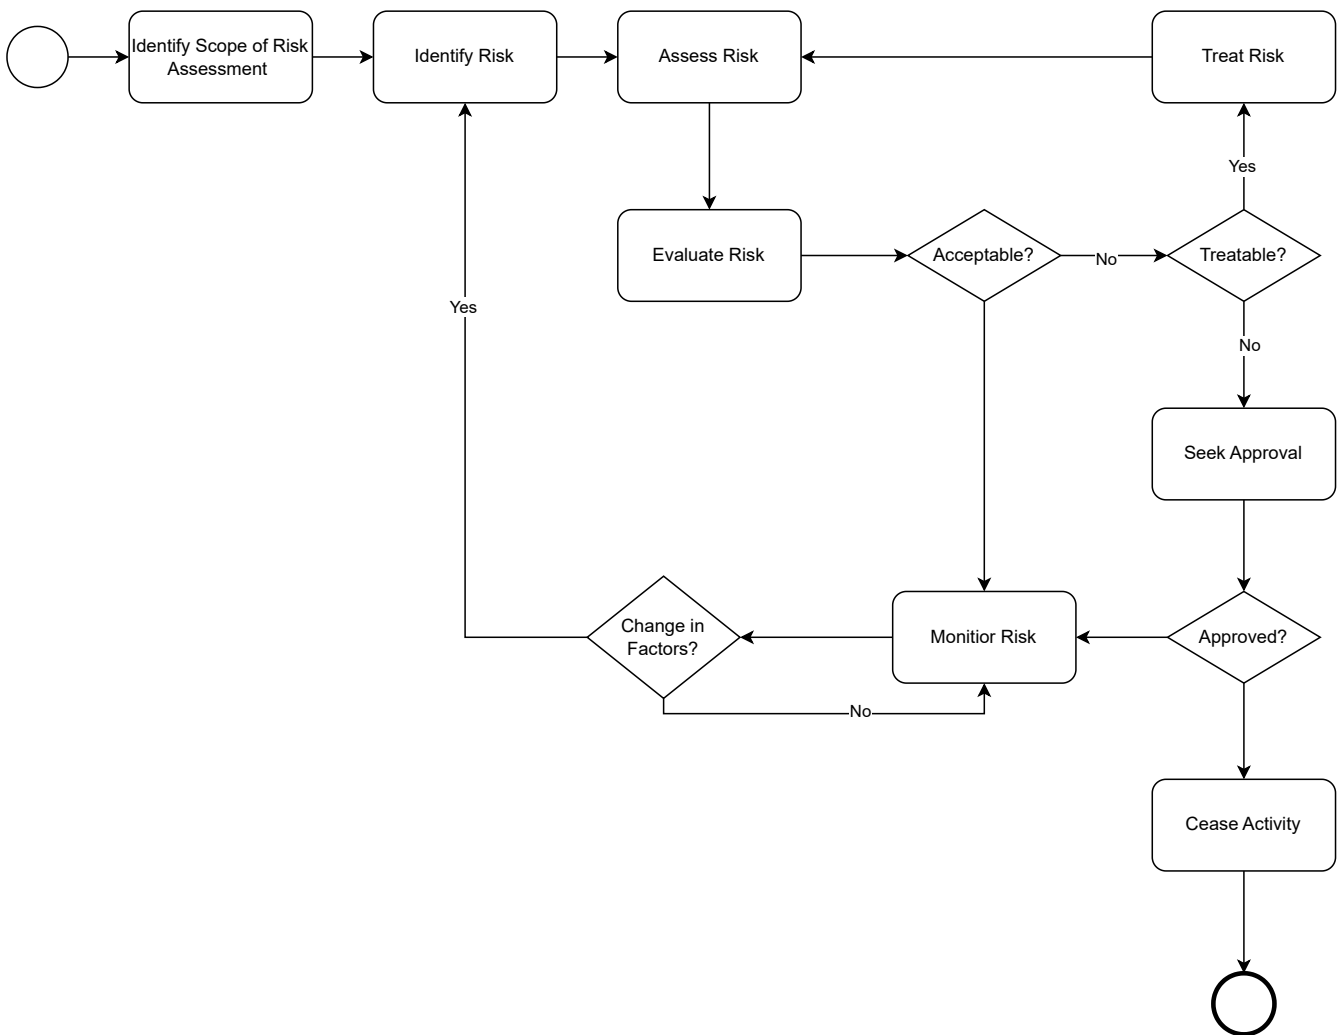 Identify Scope of Risk
Assessment
Identify Risk
Assess Risk
Treat Risk
Yes
Evaluate Risk
Acceptable?
No
Treatable?
Yes
No
Seek Approval
Change in
Factors?
Monitior Risk
Approved?
No
Cease Activity